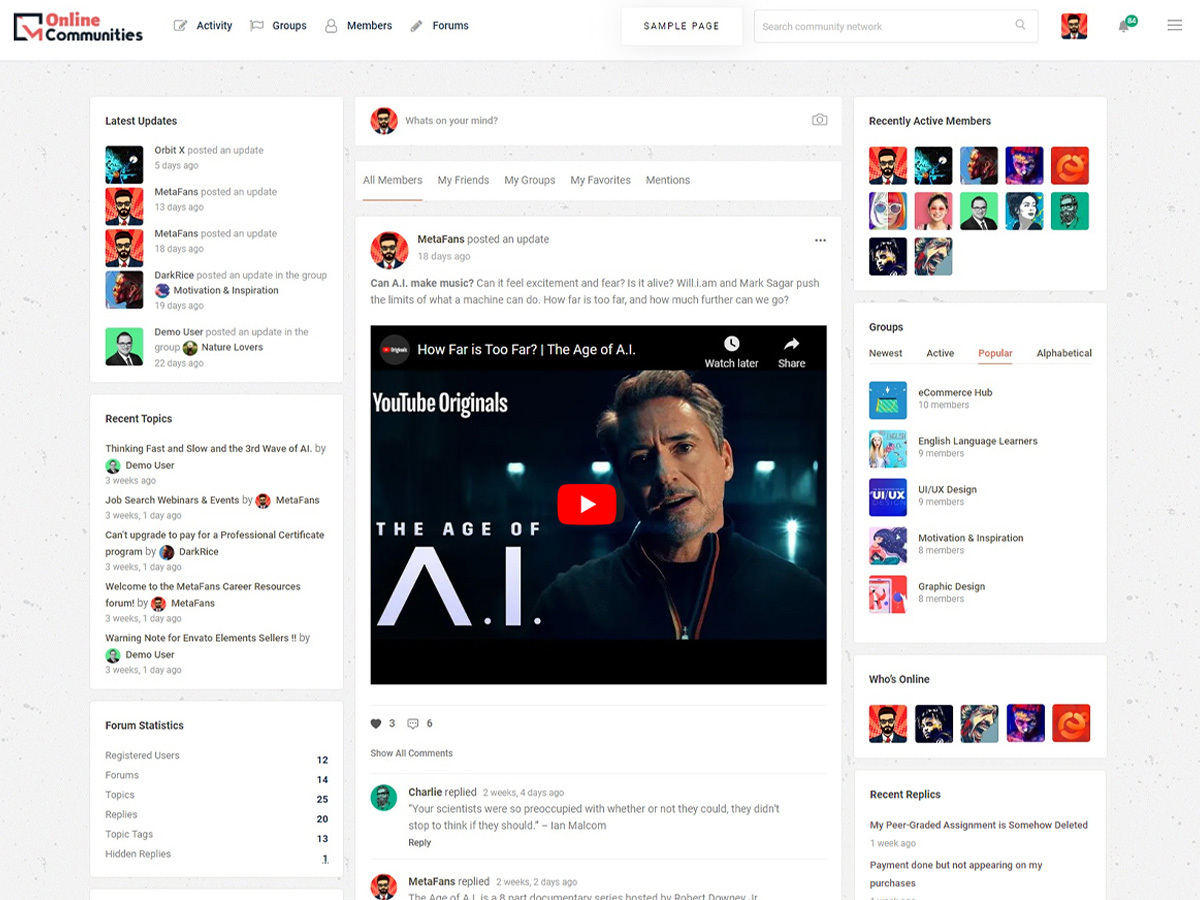 Online
Communities
Activity
Groups
Members
Forums
SAMPLE PAGE
Search community network
84
Latest Updates
Orbit X posted an update
5 days ago
MetaFans posted an update
13 days ago
MetaFans posted an update
18 days ago
DarkRice posted an update in the group
Motivation & Inspiration
19 days ago
Demo User posted an update in the
group Nature Lovers
22 days ago
Recent Topics
Thinking Fast and Slow and the 3rd Wave of AI. by
Demo User
3 weeks ago
Job Search Webinars & Events by MetaFans
3 weeks, 1 day ago
Can't upgrade to pay for a Professional Certificate
program by DarkRice
3 weeks, 1 day ago
Welcome to the MetaFans Career Resources
forum! by MetaFans
3 weeks, 1 day ago
Warning Note for Envato Elements Sellers !! by
Demo User
3 weeks, 1 day ago
Forum Statistics
Registered Users 12
Forums 14
Topics 25
Replies 20
Topic Tags 13
Hidden Replies 1
Whats on your mind?
All Members
My Friends
My Groups
My Favorites
Mentions
MetaFans posted an update
18 days ago
Can A.I. make music? Can it feel excitement and fear? Is it alive? Will.i.am and Mark Sagar push
the limits of what a machine can do. How far is too far, and how much further can we go?
Originals
How Far is Too Far? | The Age of A.I.
Watch later
Share
YouTube Originals
THE AGE OF
A.I.
3
6
Show All Comments
Charlie replied 2 weeks, 4 days ago
"Your scientists were so preoccupied with whether or not they could, they didn't
stop to think if they should." – Ian Malcom
Reply
MetaFans replied 2 weeks, 2 days ago
The Age of A.I. is a 8 part documentary series hosted by Robert Downey Jr.
Recently Active Members
Groups
Newest
Active
Popular
Alphabetical
eCommerce Hub
10 members
ENGLISH
English Language Learners
9 members
UI/UX
DESIGN
UI/UX Design
9 members
Motivation & Inspiration
8 members
Graphic Design
8 members
Who's Online
Recent Replics
My Peer-Graded Assignment is Somehow Deleted
1 week ago
Payment done but not appearing on my
purchases
1 week ago